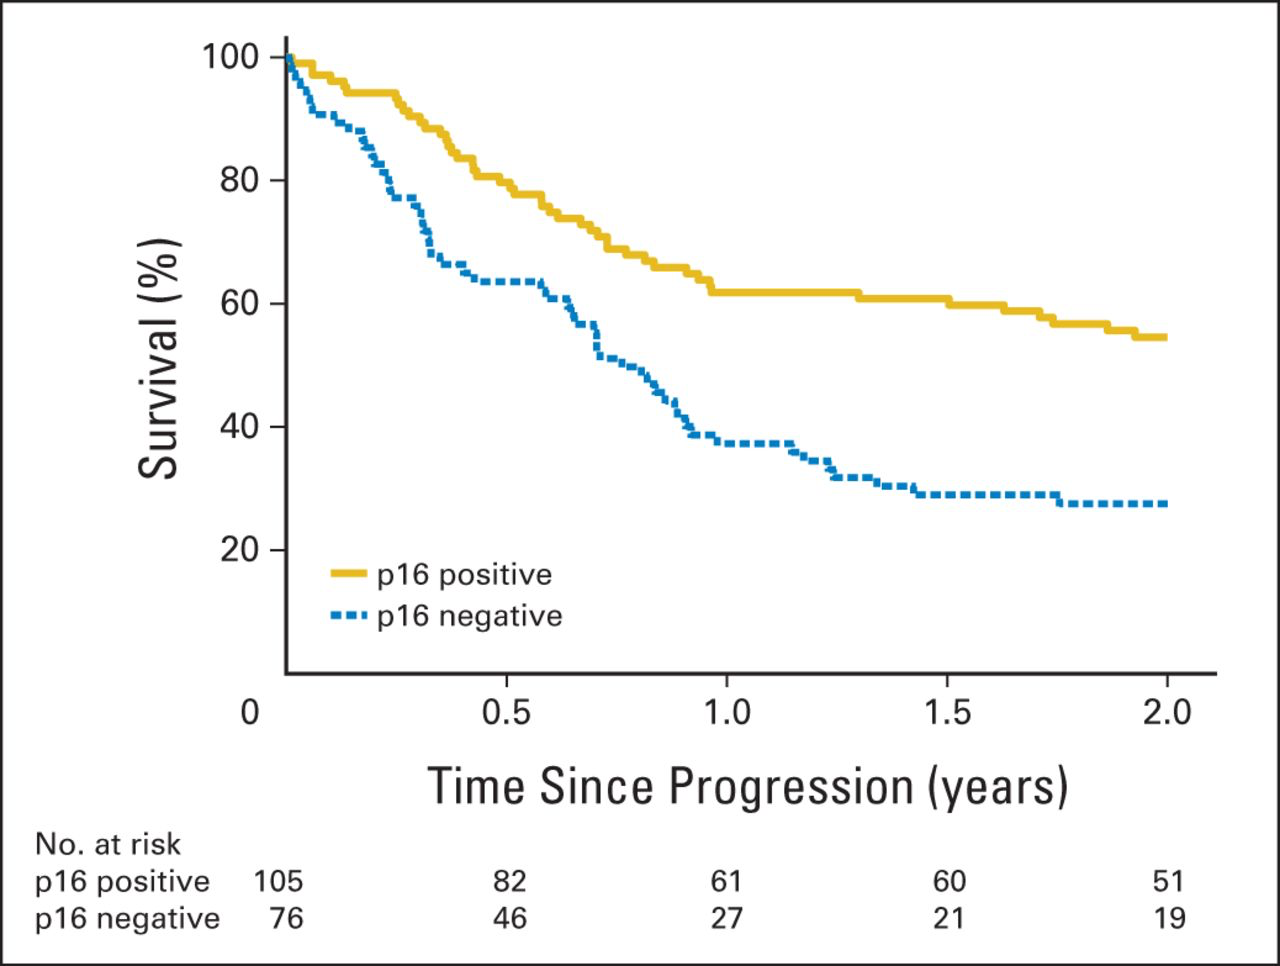 100
80
60
40
20
Survival (%)
p16 positive
p16 negative
0 0.5 1.0 1.5 2.0
Time Since Progression (years)
No. at risk
p16 positive 105 82 61 60 51
p16 negative 76 46 27 21 19